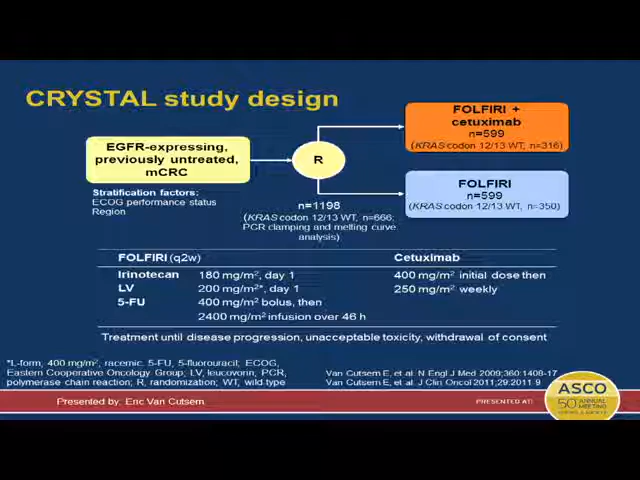 CRYSTAL study design
EGFR-expressing,
previously untreated,
mCRC
R
FOLFIRI +
cetuximab
n=599
(KRAS codon 12/13 WT, n=316)
FOLFIRI
n=599
(KRAS codon 12/13 WT, n=350)
Stratification factors:
ECOG performance status
Region
n=1198
(KRAS codon 12/13 WT, n=666;
PCR clamping and melting curve
analysis)
FOLFIRI (q2w) Cetuximab
Irinotecan 180 mg/m², day 1 400 mg/m² initial dose then
LV 200 mg/m²*, day 1 250 mg/m² weekly
5-FU 400 mg/m² bolus, then
2400 mg/m² infusion over 46 h
Treatment until disease progression, unacceptable toxicity, withdrawal of consent
*L-form, 400 mg/m², racemic. 5-FU, 5-fluorouracil; ECOG,
Eastern Cooperative Oncology Group; LV, leucovorin; PCR,
polymerase chain reaction; R, randomization; WT, wild type
Van Cutsem E, et al. N Engl J Med 2009;360:1408-17
Van Cutsem E, et al. J Clin Oncol 2011;29:2011-9
Presented by: Eric Van Cutsem
PRESENTED AT:
ASCO
50 ANNUAL
MEETING